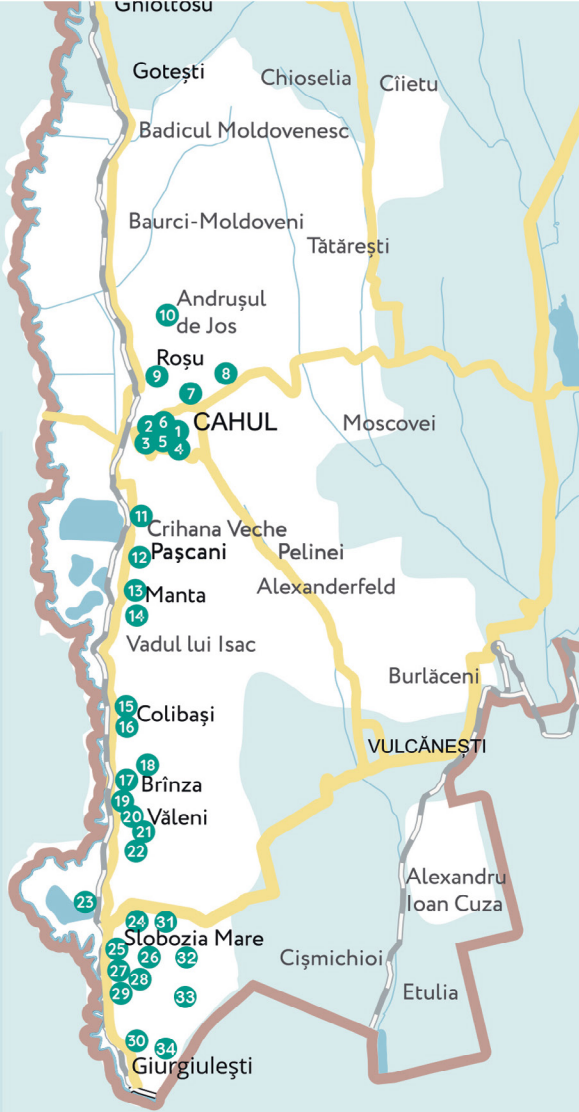 Ghioltosu
Gotești
Chioselia
Cîietu
Badicul Moldovenesc
Baurci-Moldoveni
Tătărești
10
Andrușul
de Jos
Roșu
9
8
7
6
2
1
CAHUL
3
5
4
Moscovei
11
Crihana Veche
12
Pașcani
Pelinei
13
Manta
Alexanderfeld
14
Vadul lui Isac
Burlăceni
15
Colibași
16
VULCĂNEȘTI
18
17
Brînza
19
20
Văleni
21
22
23
Alexandru
Ioan Cuza
24
31
Slobozia Mare
25
26
32
Cișmichioi
27
28
29
33
Etulia
30
34
Giurgiulești